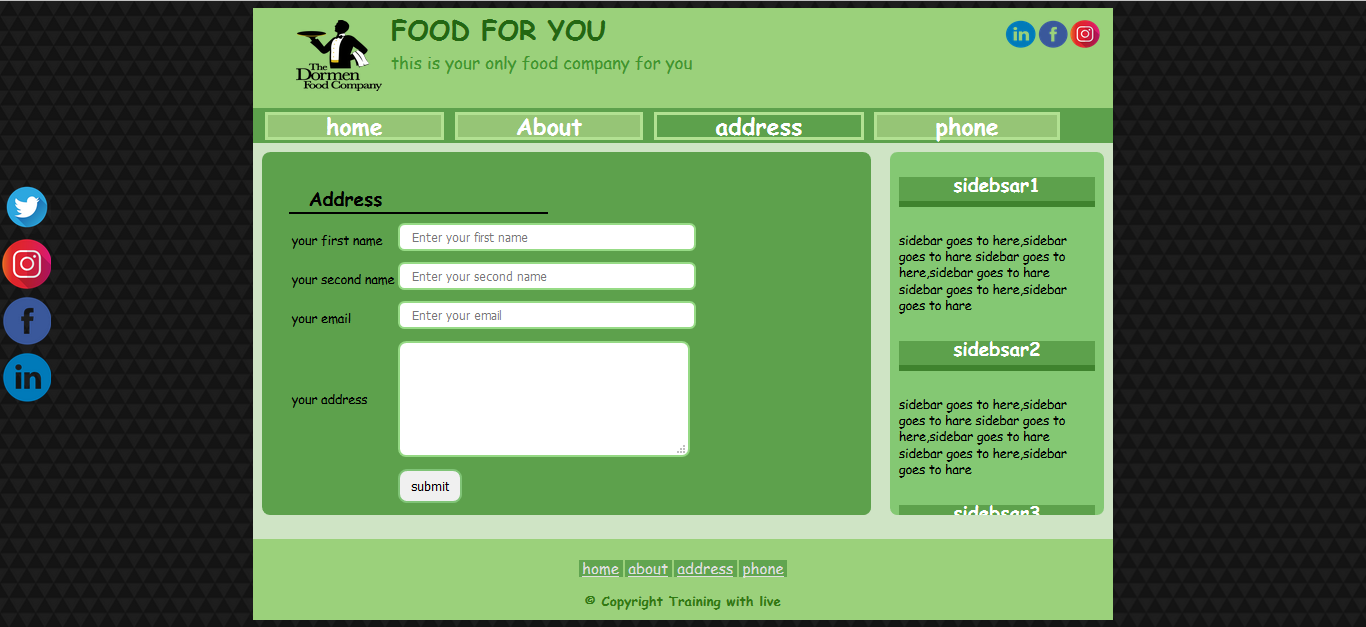 FOOD FOR YOU
this is your only food company for you
The
Dormen
Food Company
in f
home About address phone
Address
your first name Enter your first name
your second name Enter your second name
your email Enter your email
your address
submit
sidebsar1
sidebar goes to here,sidebar
goes to hare sidebar goes to
here,sidebar goes to hare
sidebar goes to here,sidebar
goes to hare
sidebsar2
sidebar goes to here,sidebar
goes to hare sidebar goes to
here,sidebar goes to hare
sidebar goes to here,sidebar
goes to hare
sidebsar3
f
in
home about address phone
© Copyright Training with live